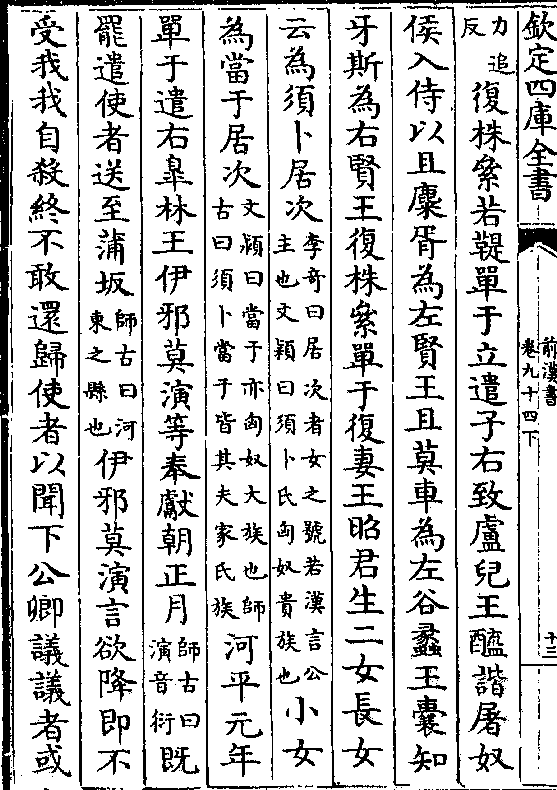 欽定四庫全書
前漢書
卷九十四下
十三
力追
反
復株絫若鞮單于立遣子右致盧兒王醯諧屠奴
侯入侍以且麋胥為左賢王且莫車為左谷蠡王囊知
牙斯為右賢王復株絫單于復妻王昭君生二女長女
云為須卜居次李奇曰居次者女之號若漢言公
主也文穎曰須卜氏匈奴貴族也小女
為當于居次文穎曰當于亦匈奴大族也師
古曰須卜當于皆其夫家氏族河平元年
單于遣右臯林王伊邪莫演等奉獻朝正月師古曰
演音衍既
罷遣使者送至蒲坂師古曰河
東之縣也伊邪莫演言欲降即不
受我我自殺終不敢還歸使者以聞下公卿議議者或